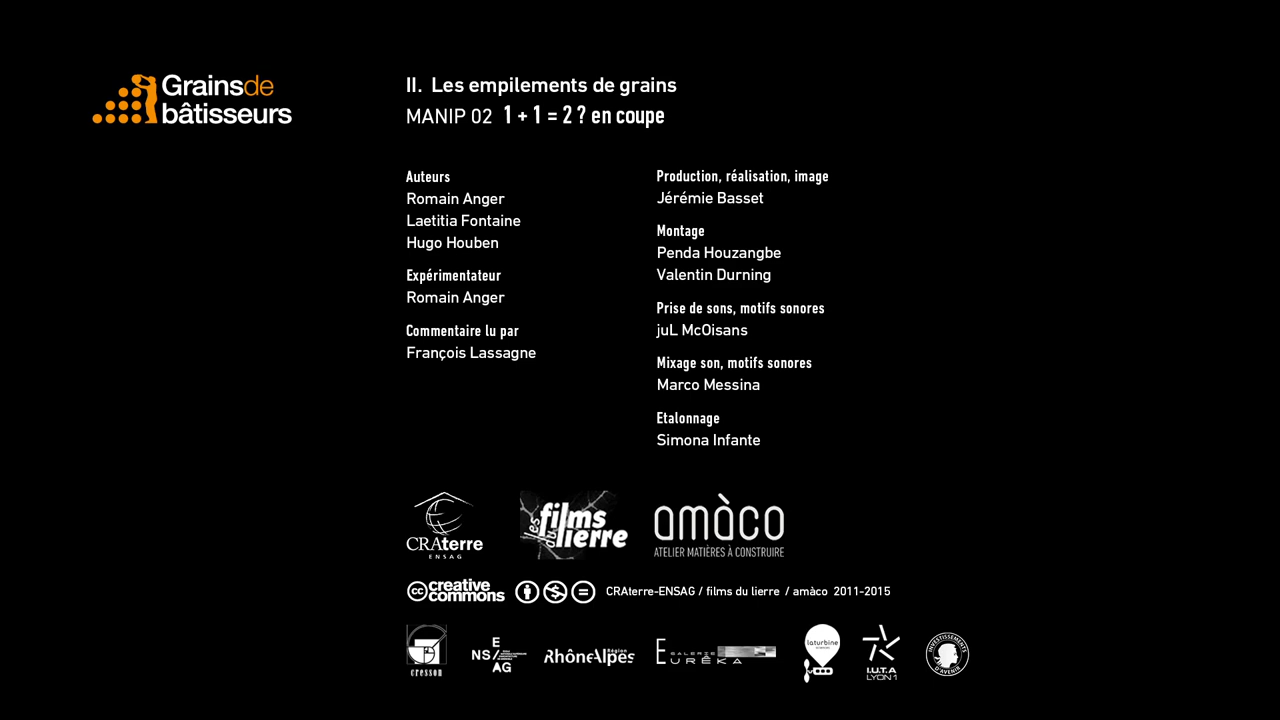 Grainsde
bâtisseurs
II. Les empilements de grains
MANIP 02 1 + 1 = 2 ? en coupe
Auteurs
Romain Anger
Laetitia Fontaine
Hugo Houben
Expérimentateur
Romain Anger
Commentaire lu par
François Lassagne
Production, réalisation, image
Jérémie Basset
Montage
Penda Houzangbe
Valentin Durning
Prise de sons, motifs sonores
juL McOisans
Mixage son, motifs sonores
Marco Messina
Etalonnage
Simona Infante
CRAterre
ENSAG
les films du lierre
amàco
ATELIER MATIÈRES À CONSTRUIRE
cc creative commons
CRAterre-ENSAG / films du lierre / amàco 2011-2015
cresson
ENSAG
RhôneAlpes Région
GALERIE
EURÊKA
laturbine
I.U.T.A
LYON 1
INVESTISSEMENTS
D'AVENIR